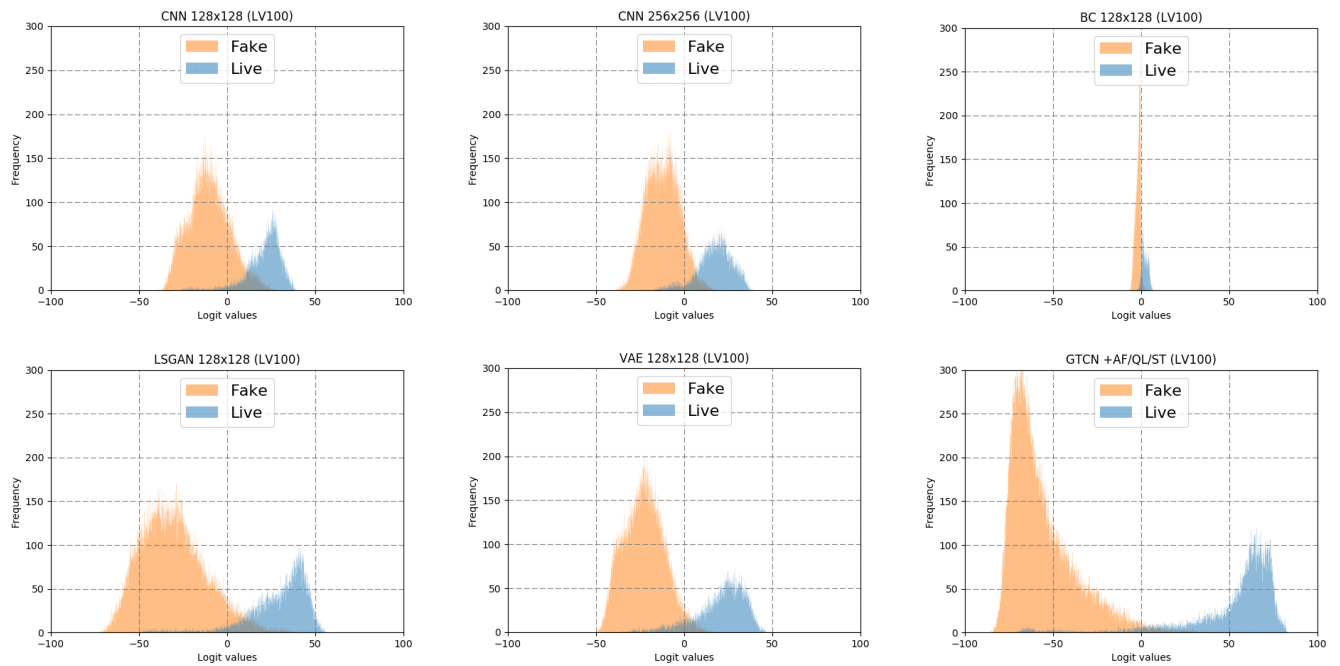 CNN 128x128 (LV100)
300
250
200
150
100
50
0
Frequency
Fake
Live
−100
−50
0
50
100
Logit values
CNN 256x256 (LV100)
300
250
200
150
100
50
0
Frequency
Fake
Live
−100
−50
0
50
100
Logit values
BC 128x128 (LV100)
300
250
200
150
100
50
0
Frequency
Fake
Live
−100
−50
0
50
100
Logit values
LSGAN 128x128 (LV100)
300
250
200
150
100
50
0
Frequency
Fake
Live
−100
−50
0
50
100
Logit values
VAE 128x128 (LV100)
300
250
200
150
100
50
0
Frequency
Fake
Live
−100
−50
0
50
100
Logit values
GTCN +AF/QL/ST (LV100)
300
250
200
150
100
50
0
Frequency
Fake
Live
−100
−50
0
50
100
Logit values